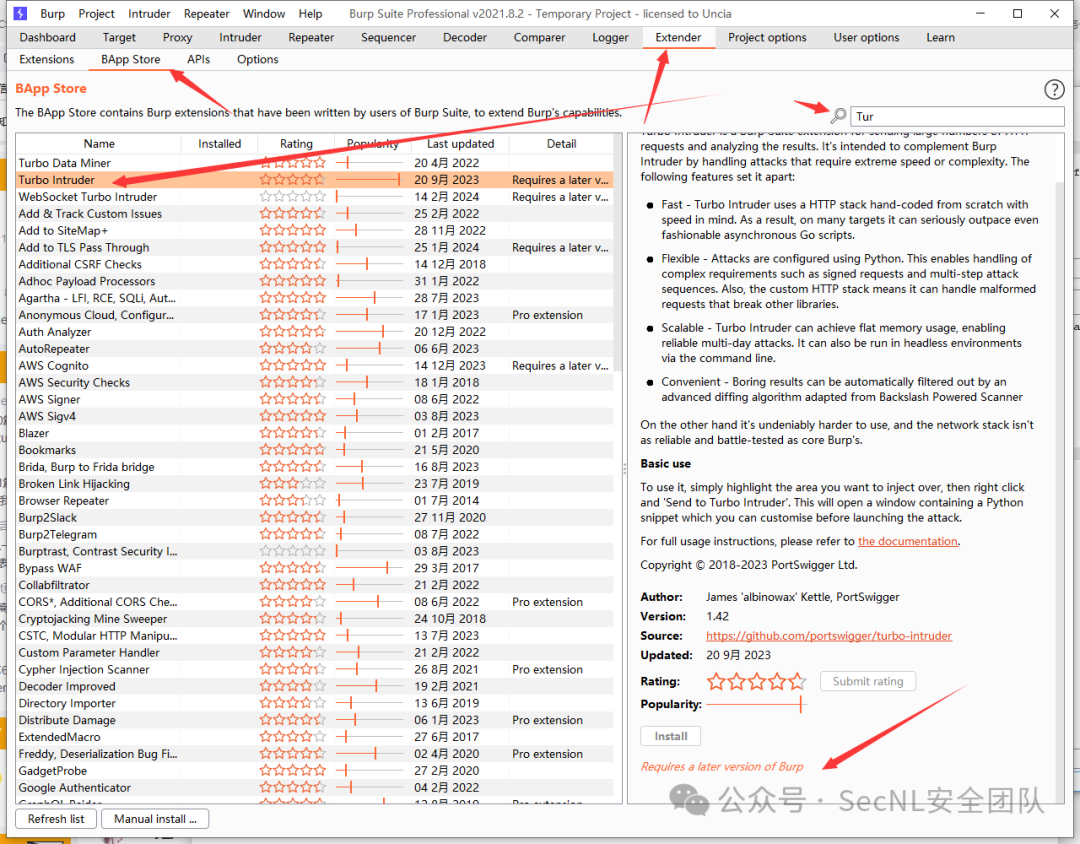 Burp Project Intruder Repeater Window Help Burp Suite Professional v2021.8.2 - Temporary Project - licensed to Uncia
Dashboard Target Proxy Intruder Repeater Sequencer Decoder Comparer Logger Extender Project options User options Learn
Extensions BApp Store APIs Options
BApp Store
The BApp Store contains Burp extensions that have been written by users of Burp Suite, to extend Burp's capabilities.
Tur
Name Installed Rating Popularity Last updated Detail
Turbo Data Miner 20 4月 2022
Turbo Intruder 20 9月 2023 Requires a later v...
WebSocket Turbo Intruder 14 2月 2024 Requires a later v...
Add & Track Custom Issues 25 2月 2022
Add to SiteMap+ 28 11月 2022
Add to TLS Pass Through 25 1月 2024 Requires a later v...
Additional CSRF Checks 14 12月 2018
Adhoc Payload Processors 31 1月 2022
Agartha - LFI, RCE, SQLi, Aut... 28 7月 2023
Anonymous Cloud, Configur... 17 1月 2023 Pro extension
Auth Analyzer 20 12月 2022
AutoRepeater 06 6月 2023
AWS Cognito 14 12月 2023 Requires a later v...
AWS Security Checks 18 1月 2018
AWS Signer 08 6月 2022
AWS Sigv4 03 8月 2023
Blazer 01 2月 2017
Bookmarks 21 5月 2020
Brida, Burp to Frida bridge 16 8月 2023
Broken Link Hijacking 23 7月 2019
Browser Repeater 01 7月 2014
Burp2Slack 27 11月 2020
Burp2Telegram 08 7月 2022
Burptrast, Contrast Security I... 03 8月 2023
Bypass WAF 29 3月 2017
Collabfiltrator 21 2月 2022
CORS*, Additional CORS Che... 08 6月 2022 Pro extension
Cryptojacking Mine Sweeper 24 10月 2018
CSTC, Modular HTTP Manipu... 13 7月 2023
Custom Parameter Handler 21 2月 2022
Cypher Injection Scanner 26 8月 2021 Pro extension
Decoder Improved 19 2月 2021
Directory Importer 13 6月 2019
Distribute Damage 06 1月 2023 Pro extension
ExtendedMacro 27 6月 2017
Freddy, Deserialization Bug Fi... 02 4月 2020 Pro extension
GadgetProbe 27 2月 2020
Google Authenticator 04 2月 2022
Refresh list Manual install ...
Turbo Intruder is a Burp Suite extension for sending large numbers of HTTP
requests and analyzing the results. It's intended to complement Burp
Intruder by handling attacks that require extreme speed or complexity. The
following features set it apart:
Fast - Turbo Intruder uses a HTTP stack hand-coded from scratch with
speed in mind. As a result, on many targets it can seriously outpace even
fashionable asynchronous Go scripts.
Flexible - Attacks are configured using Python. This enables handling of
complex requirements such as signed requests and multi-step attack
sequences. Also, the custom HTTP stack means it can handle malformed
requests that break other libraries.
Scalable - Turbo Intruder can achieve flat memory usage, enabling
reliable multi-day attacks. It can also be run in headless environments
via the command line.
Convenient - Boring results can be automatically filtered out by an
advanced diffing algorithm adapted from Backslash Powered Scanner
On the other hand it's undeniably harder to use, and the network stack isn't
as reliable and battle-tested as core Burp's.
Basic use
To use it, simply highlight the area you want to inject over, then right click
and 'Send to Turbo Intruder'. This will open a window containing a Python
snippet which you can customise before launching the attack.
For full usage instructions, please refer to the documentation.
Copyright © 2018-2023 PortSwigger Ltd.
Author: James 'albinowax' Kettle, PortSwigger
Version: 1.42
Source: https://github.com/portswigger/turbo-intruder
Updated: 20 9月 2023
Rating: Submit rating
Popularity:
Install
Requires a later version of Burp
公众号 · SecNL安全团队